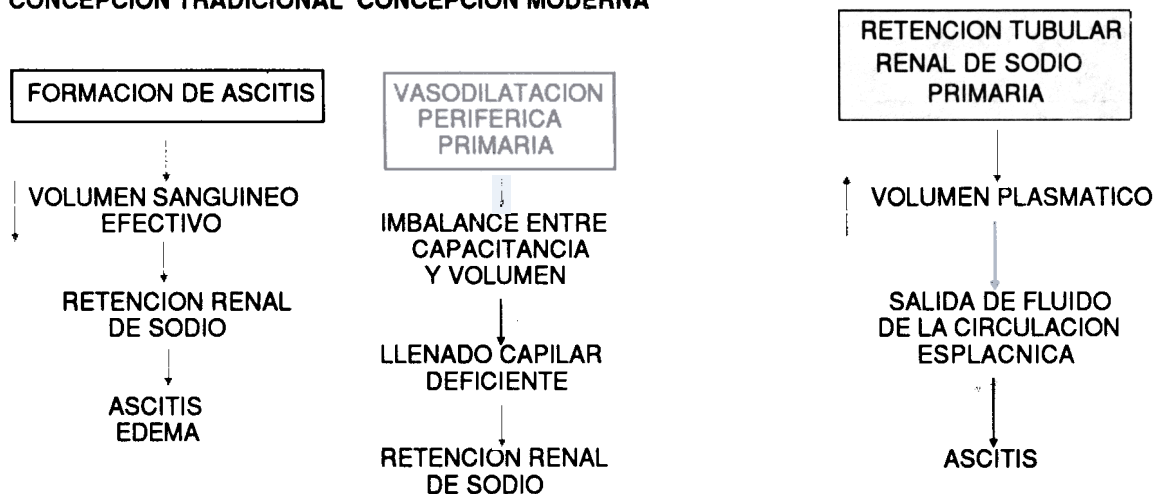 CONCEPCION TRADICIONAL CONCEPCION MODERNA
FORMACION DE ASCITIS
VOLUMEN SANGUINEO
EFECTIVO
RETENCION RENAL
DE SODIO
ASCITIS
EDEMA
VASODILATACION
PERIFERICA
PRIMARIA
IMBALANCE ENTRE
CAPACITANCIA
Y VOLUMEN
LLENADO CAPILAR
DEFICIENTE
RETENCION RENAL
DE SODIO
RETENCION TUBULAR
RENAL DE SODIO
PRIMARIA
VOLUMEN PLASMATICO
SALIDA DE FLUIDO
DE LA CIRCULACION
ESPLACNICA
ASCITIS